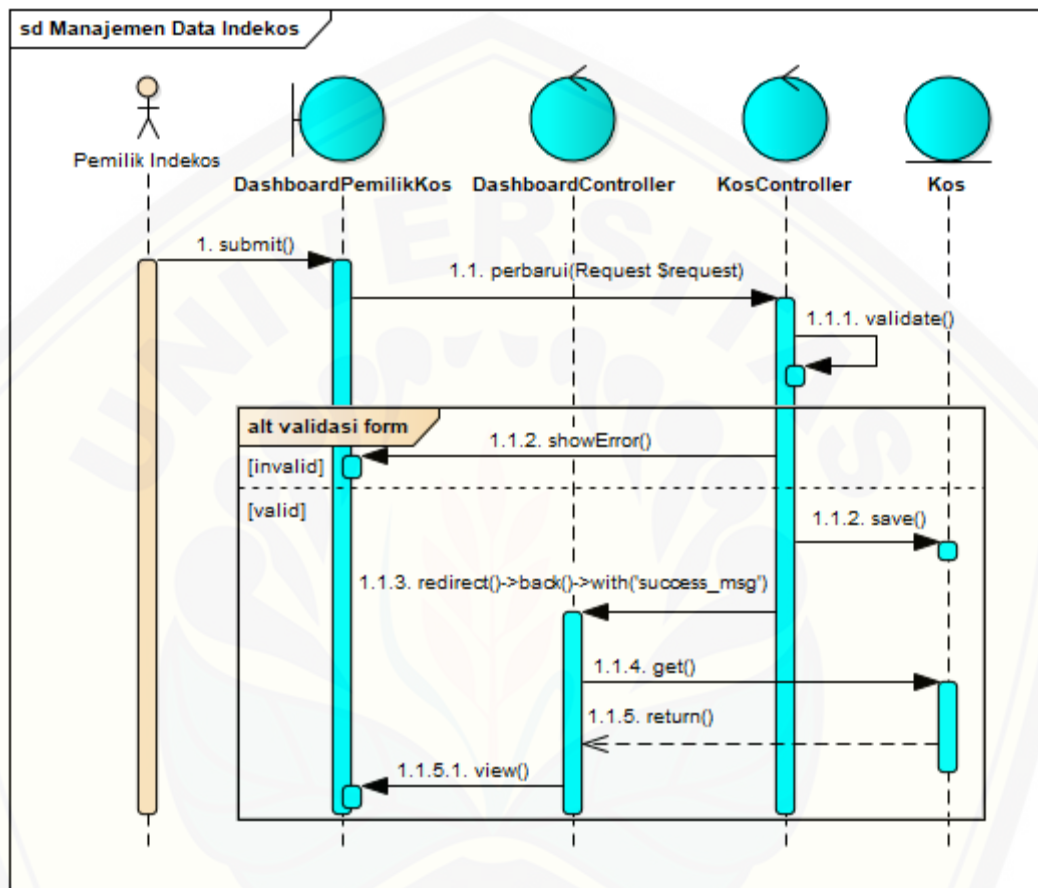 sd Manajemen Data Indekos
Pemilik Indekos
DashboardPemilikKos
DashboardController
KosController
Kos
1. submit()
1.1. perbarui(Request $request)
1.1.1. validate()
alt validasi form
1.1.2. showError()
[invalid]
[valid]
1.1.2. save()
1.1.3. redirect()->back()->with('success_msg')
1.1.4. get()
1.1.5. return()
1.1.5.1. view()
UNIVERSITAS